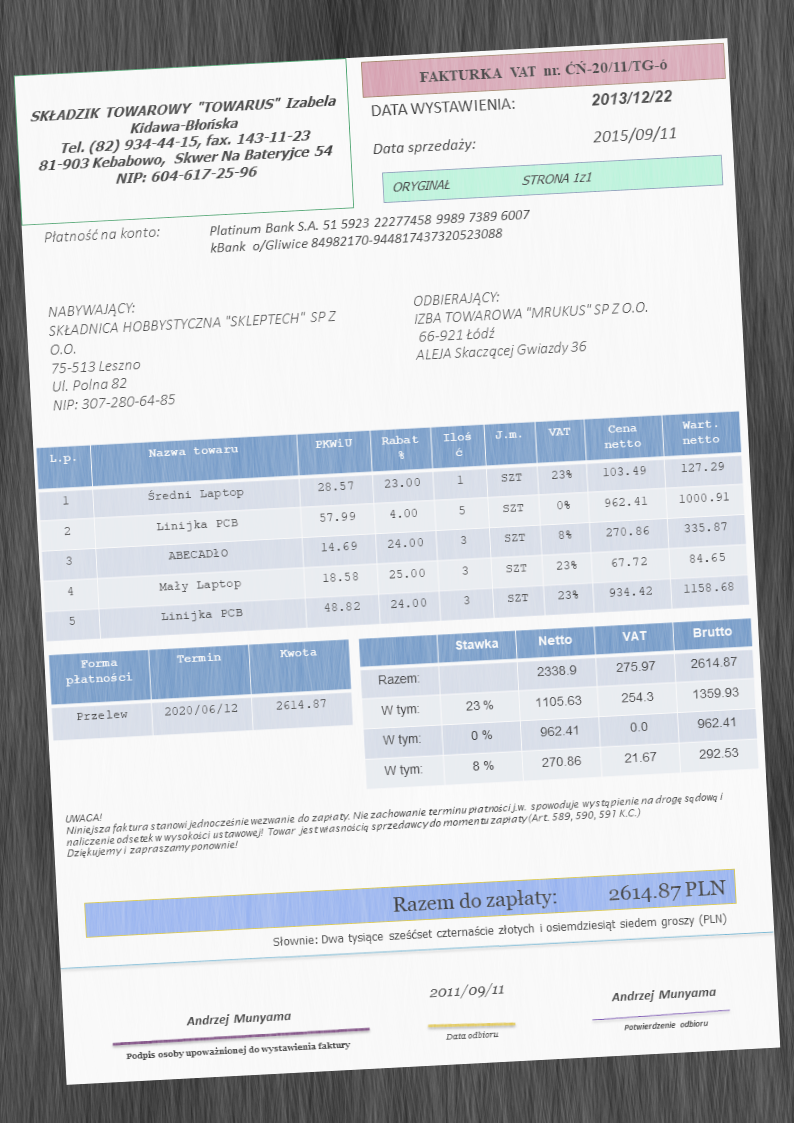 SKŁADZIK TOWAROWY "TOWARUS" Izabela
Kidawa-Błońska
Tel. (82) 934-44-15, fax. 143-11-23
81-903 Kebabowo, Skwer Na Bateryjce 54
NIP: 604-617-25-96
FAKTURKA VAT nr. ĆŃ-20/11/TG-ó
DATA WYSTAWIENIA: 2013/12/22
Data sprzedaży: 2015/09/11
ORYGINAŁ STRONA 1z1
Płatność na konto: Platinum Bank S.A. 51 5923 22277458 9989 7389 6007
kBank o/Gliwice 84982170-944817437320523088
NABYWAJĄCY:
SKŁADNICA HOBBYSTYCZNA "SKLEPTECH" SP Z
O.O.
75-513 Leszno
Ul. Polna 82
NIP: 307-280-64-85
ODBIERAJĄCY:
IZBA TOWAROWA "MRUKUS" SP Z O.O.
66-921 Łódź
ALEJA Skaczącej Gwiazdy 36
L.p. Nazwa towaru PKWiU Rabat % Iloś ć J.m. VAT Cena netto Wart. netto
1 Średni Laptop 28.57 23.00 1 SZT 23% 103.49 127.29
2 Linijka PCB 57.99 4.00 5 SZT 0% 962.41 1000.91
3 ABECADŁO 14.69 24.00 3 SZT 8% 270.86 335.87
4 Mały Laptop 18.58 25.00 3 SZT 23% 67.72 84.65
5 Linijka PCB 48.82 24.00 3 SZT 23% 934.42 1158.68
Forma płatności Termin Kwota
Przelew 2020/06/12 2614.87
Stawka Netto VAT Brutto
Razem: 2338.9 275.97 2614.87
W tym: 23 % 1105.63 254.3 1359.93
W tym: 0 % 962.41 0.0 962.41
W tym: 8 % 270.86 21.67 292.53
UWAGA!
Niniejsza faktura stanowi jednocześnie wezwanie do zapłaty. Nie zachowanie terminu płatności j.w. spowoduje wystąpienie na drogę sądową i
naliczenie odsetek w wysokości ustawowej! Towar jest własnością sprzedawcy do momentu zapłaty (Art. 589, 590, 591 K.C.)
Dziękujemy i zapraszamy ponownie!
Razem do zapłaty: 2614.87 PLN
Słownie: Dwa tysiące sześćset czternaście złotych i osiemdziesiąt siedem groszy (PLN)
Andrzej Munyama
Podpis osoby upoważnionej do wystawienia faktury
2011/09/11
Data odbioru
Andrzej Munyama
Potwierdzenie odbioru